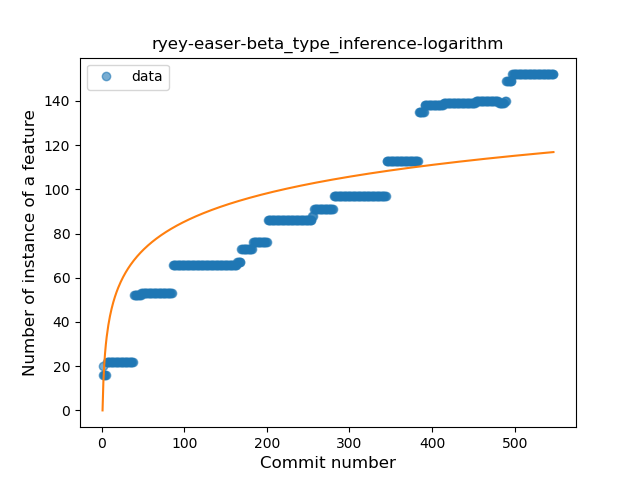 ryey-easer-beta_type_inference-logarithm
data
Number of instance of a feature
140
120
100
80
60
40
20
0
0 100 200 300 400 500
Commit number